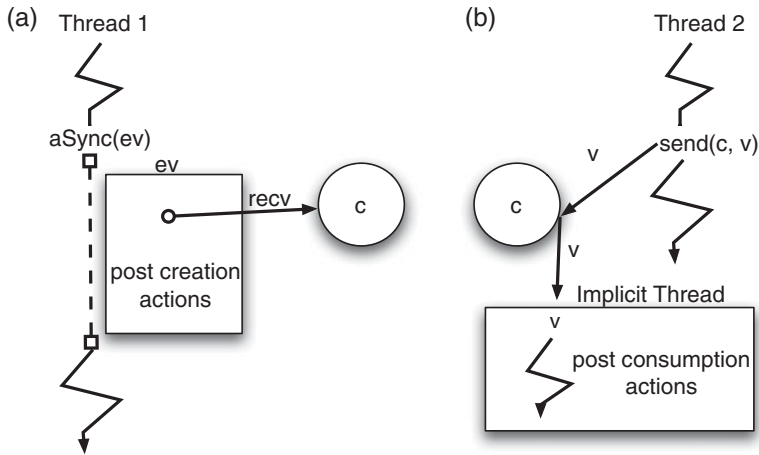 (a)
Thread 1
aSync(ev)
ev
recv
c
post creation
actions
(b)
Thread 2
send(c, v)
v
c
v
Implicit Thread
v
post consumption
actions